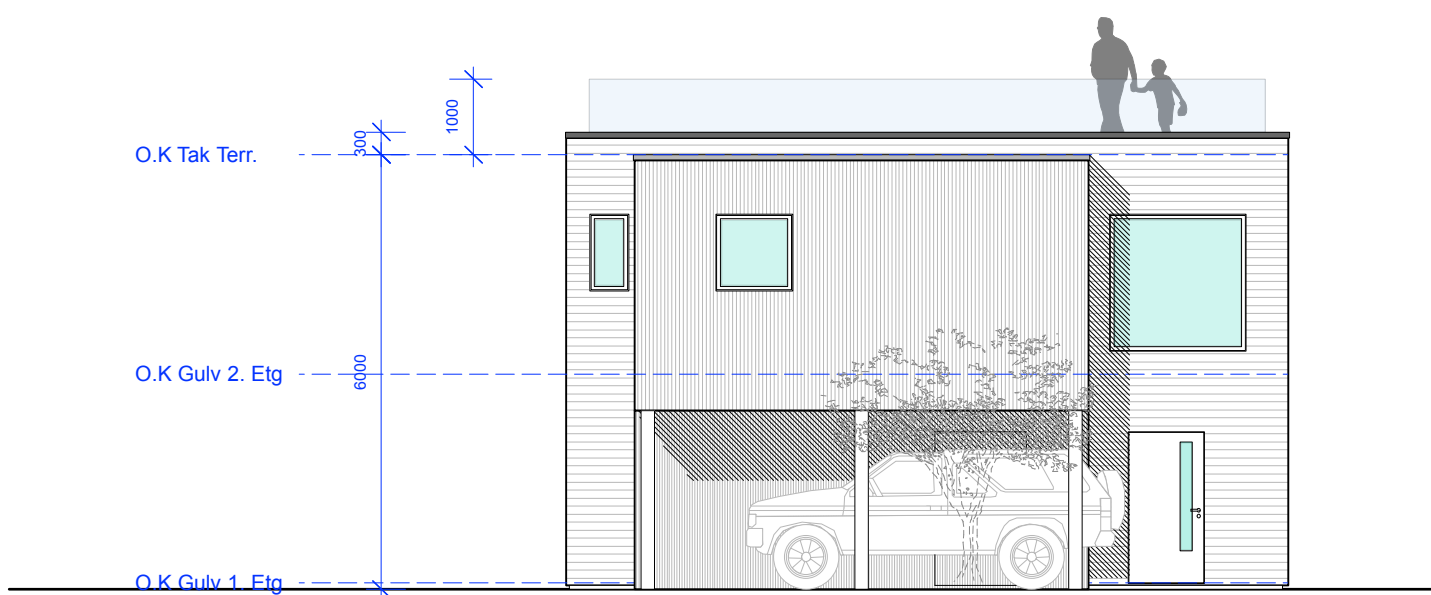 1000
300
O.K Tak Terr.
6000
O.K Gulv 2. Etg
O.K Gulv 1. Etg